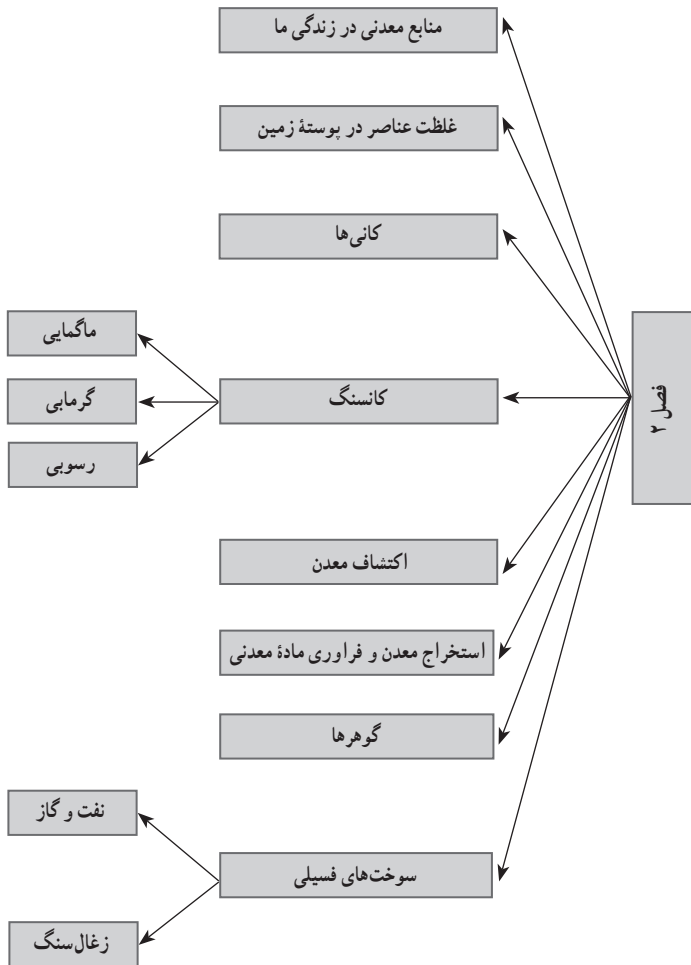 فصل ۲
منابع معدنی در زندگی ما
غلظت عناصر در پوستهٔ زمین
کانی‌ها
کانسنگ
ماگمایی
گرمابی
رسوبی
اکتشاف معدن
استخراج معدن و فراوری مادهٔ معدنی
گوهرها
سوخت‌های فسیلی
نفت و گاز
زغال‌سنگ